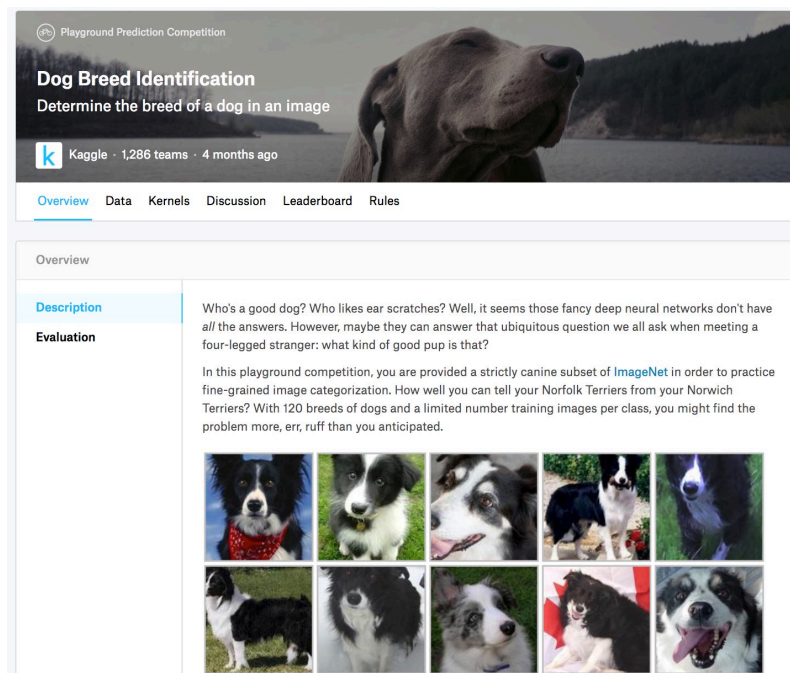 Playground Prediction Competition
Dog Breed Identification
Determine the breed of a dog in an image
k Kaggle · 1,286 teams · 4 months ago
Overview Data Kernels Discussion Leaderboard Rules
Overview
Description
Evaluation
Who's a good dog? Who likes ear scratches? Well, it seems those fancy deep neural networks don't have
all the answers. However, maybe they can answer that ubiquitous question we all ask when meeting a
four-legged stranger: what kind of good pup is that?
In this playground competition, you are provided a strictly canine subset of ImageNet in order to practice
fine-grained image categorization. How well you can tell your Norfolk Terriers from your Norwich
Terriers? With 120 breeds of dogs and a limited number training images per class, you might find the
problem more, err, ruff than you anticipated.